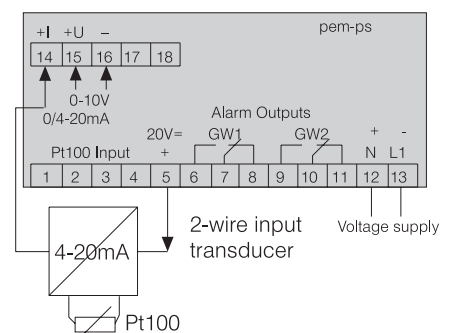 pem-ps
+I +U –
14 15 16 17 18
0-10V
0/4-20mA
Alarm Outputs
20V= GW1 GW2 + -
Pt100 Input + N L1
1 2 3 4 5 6 7 8 9 10 11 12 13
2-wire input
transducer
Voltage supply
4-20mA
Pt100